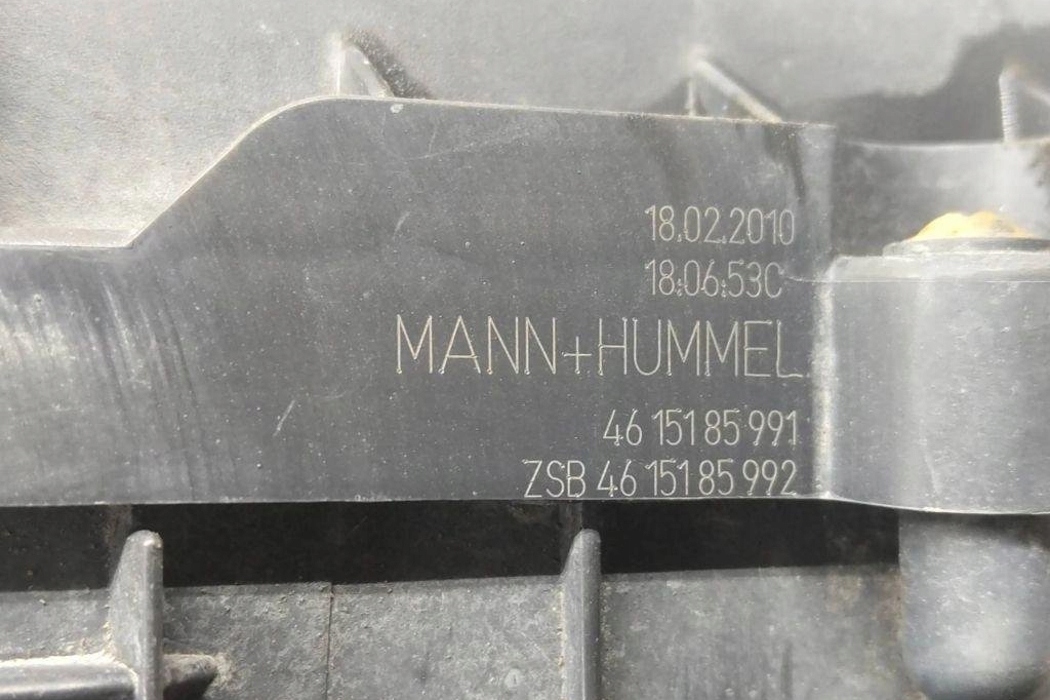 18.02.2010
18:06:53C
MANN+HUMMEL
46 151 85 991
ZSB 46 151 85 992